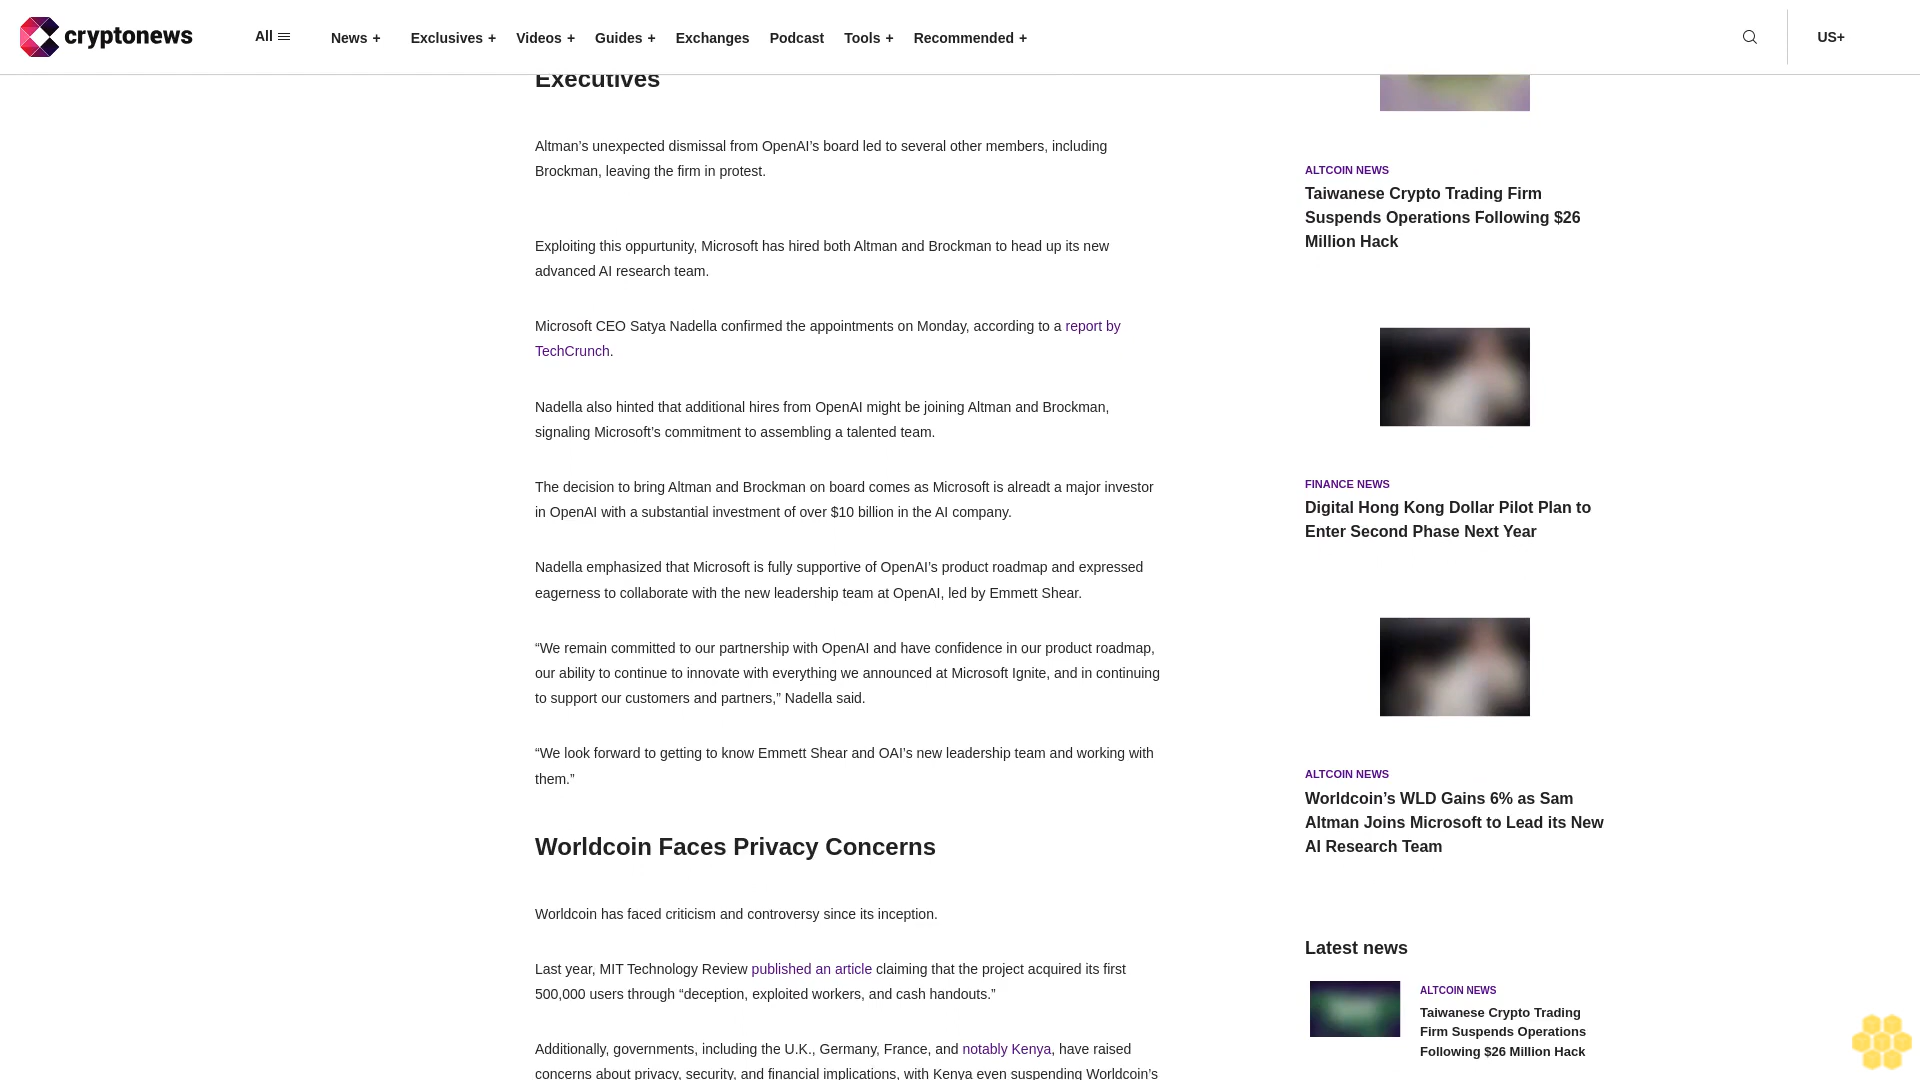 cryptonews
All
News +
Exclusives +
Videos +
Guides +
Exchanges
Podcast
Tools +
Recommended +
US+
Executives
Altman’s unexpected dismissal from OpenAI’s board led to several other members, including
Brockman, leaving the firm in protest.
Exploiting this oppurtunity, Microsoft has hired both Altman and Brockman to head up its new
advanced AI research team.
Microsoft CEO Satya Nadella confirmed the appointments on Monday, according to a report by
TechCrunch.
Nadella also hinted that additional hires from OpenAI might be joining Altman and Brockman,
signaling Microsoft’s commitment to assembling a talented team.
The decision to bring Altman and Brockman on board comes as Microsoft is alreadt a major investor
in OpenAI with a substantial investment of over $10 billion in the AI company.
Nadella emphasized that Microsoft is fully supportive of OpenAI’s product roadmap and expressed
eagerness to collaborate with the new leadership team at OpenAI, led by Emmett Shear.
“We remain committed to our partnership with OpenAI and have confidence in our product roadmap,
our ability to continue to innovate with everything we announced at Microsoft Ignite, and in continuing
to support our customers and partners,” Nadella said.
“We look forward to getting to know Emmett Shear and OAI’s new leadership team and working with
them.”
Worldcoin Faces Privacy Concerns
Worldcoin has faced criticism and controversy since its inception.
Last year, MIT Technology Review published an article claiming that the project acquired its first
500,000 users through “deception, exploited workers, and cash handouts.”
Additionally, governments, including the U.K., Germany, France, and notably Kenya, have raised
concerns about privacy, security, and financial implications, with Kenya even suspending Worldcoin’s
ALTCOIN NEWS
Taiwanese Crypto Trading Firm
Suspends Operations Following $26
Million Hack
FINANCE NEWS
Digital Hong Kong Dollar Pilot Plan to
Enter Second Phase Next Year
ALTCOIN NEWS
Worldcoin’s WLD Gains 6% as Sam
Altman Joins Microsoft to Lead its New
AI Research Team
Latest news
ALTCOIN NEWS
Taiwanese Crypto Trading
Firm Suspends Operations
Following $26 Million Hack